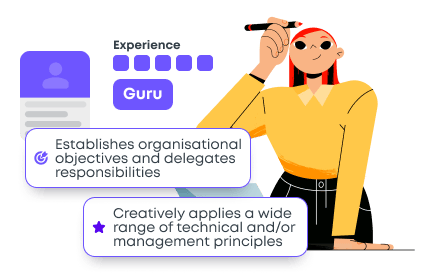 Experience
Guru
Establishes organisational
objectives and delegates
responsibilities
Creatively applies a wide
range of technical and/or
management principles